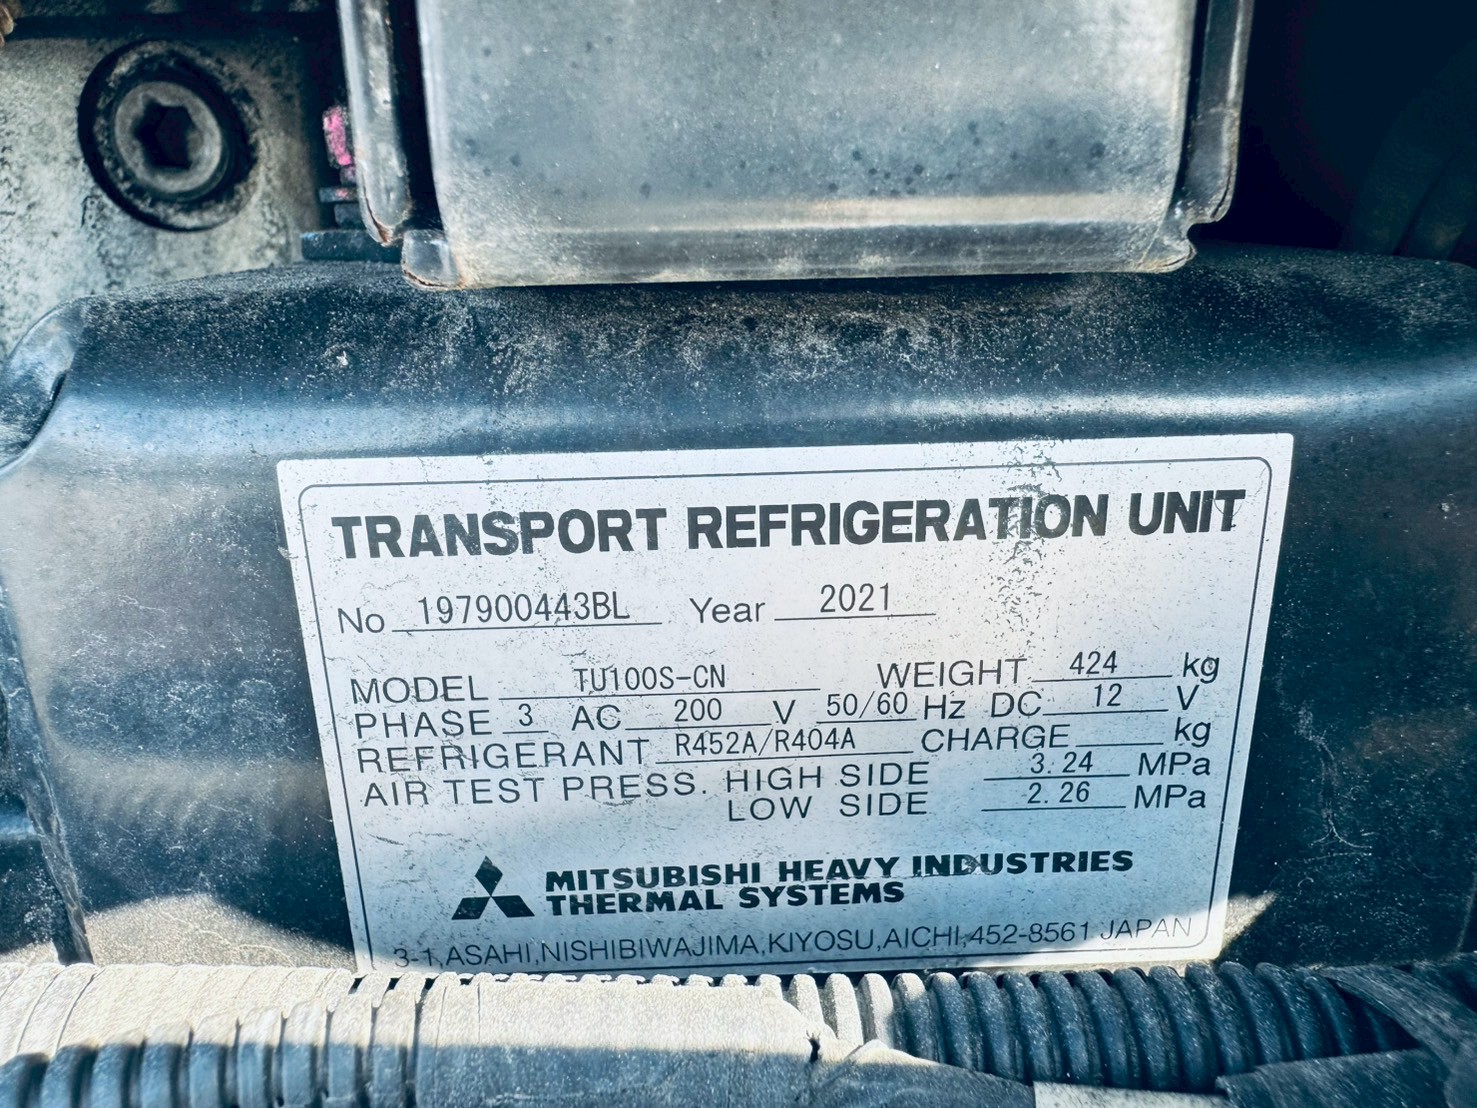 TRANSPORT REFRIGERATION UNIT
No 197900443BL Year 2021
MODEL TU100S-CN WEIGHT 424 kg
PHASE 3 AC 200 V 50/60 Hz DC 12 V
REFRIGERANT R452A/R404A CHARGE kg
AIR TEST PRESS. HIGH SIDE 3.24 MPa
LOW SIDE 2.26 MPa
MITSUBISHI HEAVY INDUSTRIES
THERMAL SYSTEMS
3-1,ASAHI,NISHIBIWAJIMA,KIYOSU,AICHI,452-8561 JAPAN